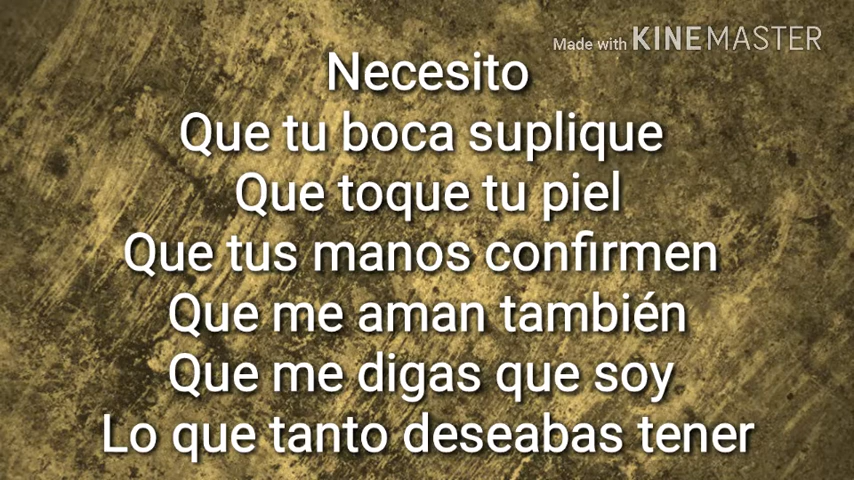 Made with KINEMASTER
Necesito
Que tu boca suplique
Que toque tu piel
Que tus manos confirmen
Que me aman también
Que me digas que soy
Lo que tanto deseabas tener